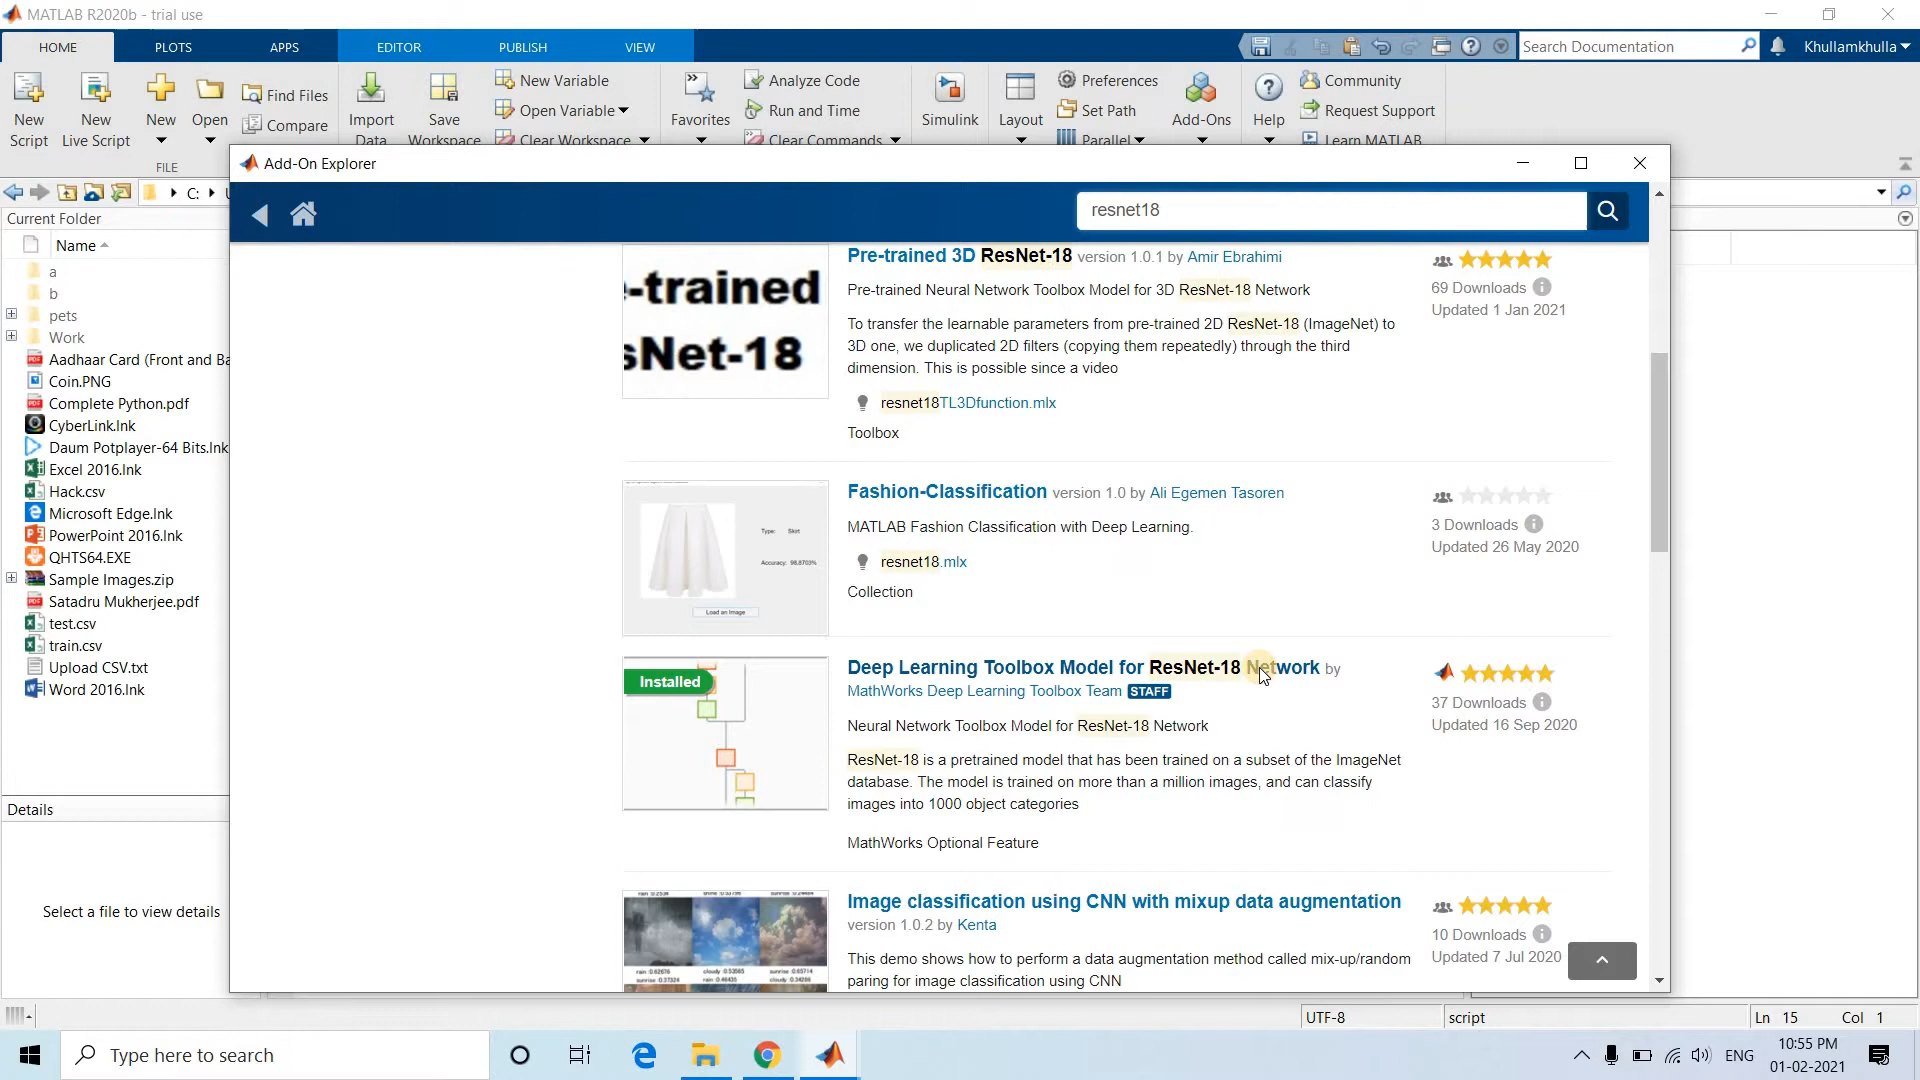 MATLAB R2020b - trial use
HOME PLOTS APPS EDITOR PUBLISH VIEW
Search Documentation
Khullamkhulla
New Script
New Live Script
New
Open
Find Files
Compare
FILE
Import Data
Save Workspace
New Variable
Open Variable
Clear Workspace
Favorites
Analyze Code
Run and Time
Clear Commands
Simulink
Layout
Preferences
Set Path
Parallel
Add-Ons
Help
Community
Request Support
Learn MATLAB
C:
Current Folder
Name
a
b
pets
Work
Aadhaar Card (Front and Ba
Coin.PNG
Complete Python.pdf
CyberLink.lnk
Daum Potplayer-64 Bits.lnk
Excel 2016.lnk
Hack.csv
Microsoft Edge.lnk
PowerPoint 2016.lnk
QHTS64.EXE
Sample Images.zip
Satadru Mukherjee.pdf
test.csv
train.csv
Upload CSV.txt
Word 2016.lnk
Details
Select a file to view details
Add-On Explorer
resnet18
-trained
sNet-18
Pre-trained 3D ResNet-18 version 1.0.1 by Amir Ebrahimi
Pre-trained Neural Network Toolbox Model for 3D ResNet-18 Network
To transfer the learnable parameters from pre-trained 2D ResNet-18 (ImageNet) to
3D one, we duplicated 2D filters (copying them repeatedly) through the third
dimension. This is possible since a video
resnet18TL3Dfunction.mlx
Toolbox
69 Downloads
Updated 1 Jan 2021
Type: Skirt
Accuracy: 98.8703%
Load an Image
Fashion-Classification version 1.0 by Ali Egemen Tasoren
MATLAB Fashion Classification with Deep Learning.
resnet18.mlx
Collection
3 Downloads
Updated 26 May 2020
Installed
Deep Learning Toolbox Model for ResNet-18 Network by
MathWorks Deep Learning Toolbox Team STAFF
Neural Network Toolbox Model for ResNet-18 Network
ResNet-18 is a pretrained model that has been trained on a subset of the ImageNet
database. The model is trained on more than a million images, and can classify
images into 1000 object categories
MathWorks Optional Feature
37 Downloads
Updated 16 Sep 2020
Image classification using CNN with mixup data augmentation
version 1.0.2 by Kenta
This demo shows how to perform a data augmentation method called mix-up/random
paring for image classification using CNN
10 Downloads
Updated 7 Jul 2020
UTF-8
script
Ln 15 Col 1
Type here to search
ENG
10:55 PM
01-02-2021